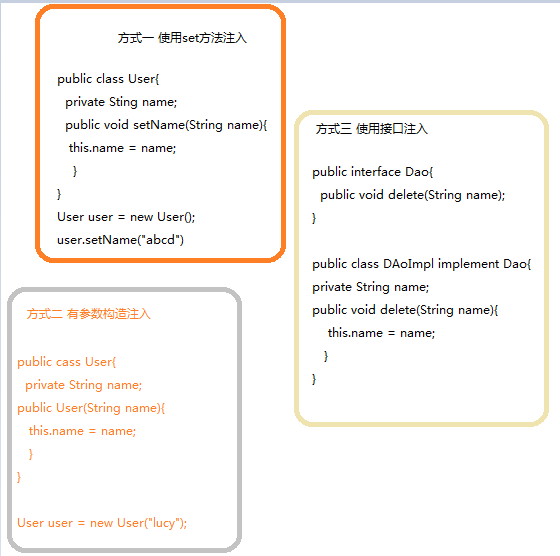 方式一 使用set方法注入
public class User{
private Sting name;
public void setName(String name){
this.name = name;
}
}
User user = new User();
user.setName("abcd")
方式二 有参数构造注入
public cass User{
private String name;
public User(String name){
this.name = name;
}
}
User user = new User("lucy");
方式三 使用接口注入
public interface Dao{
public void delete(String name);
}
public class DAoImpl implement Dao{
private String name;
public void delete(String name){
this.name = name;
}
}